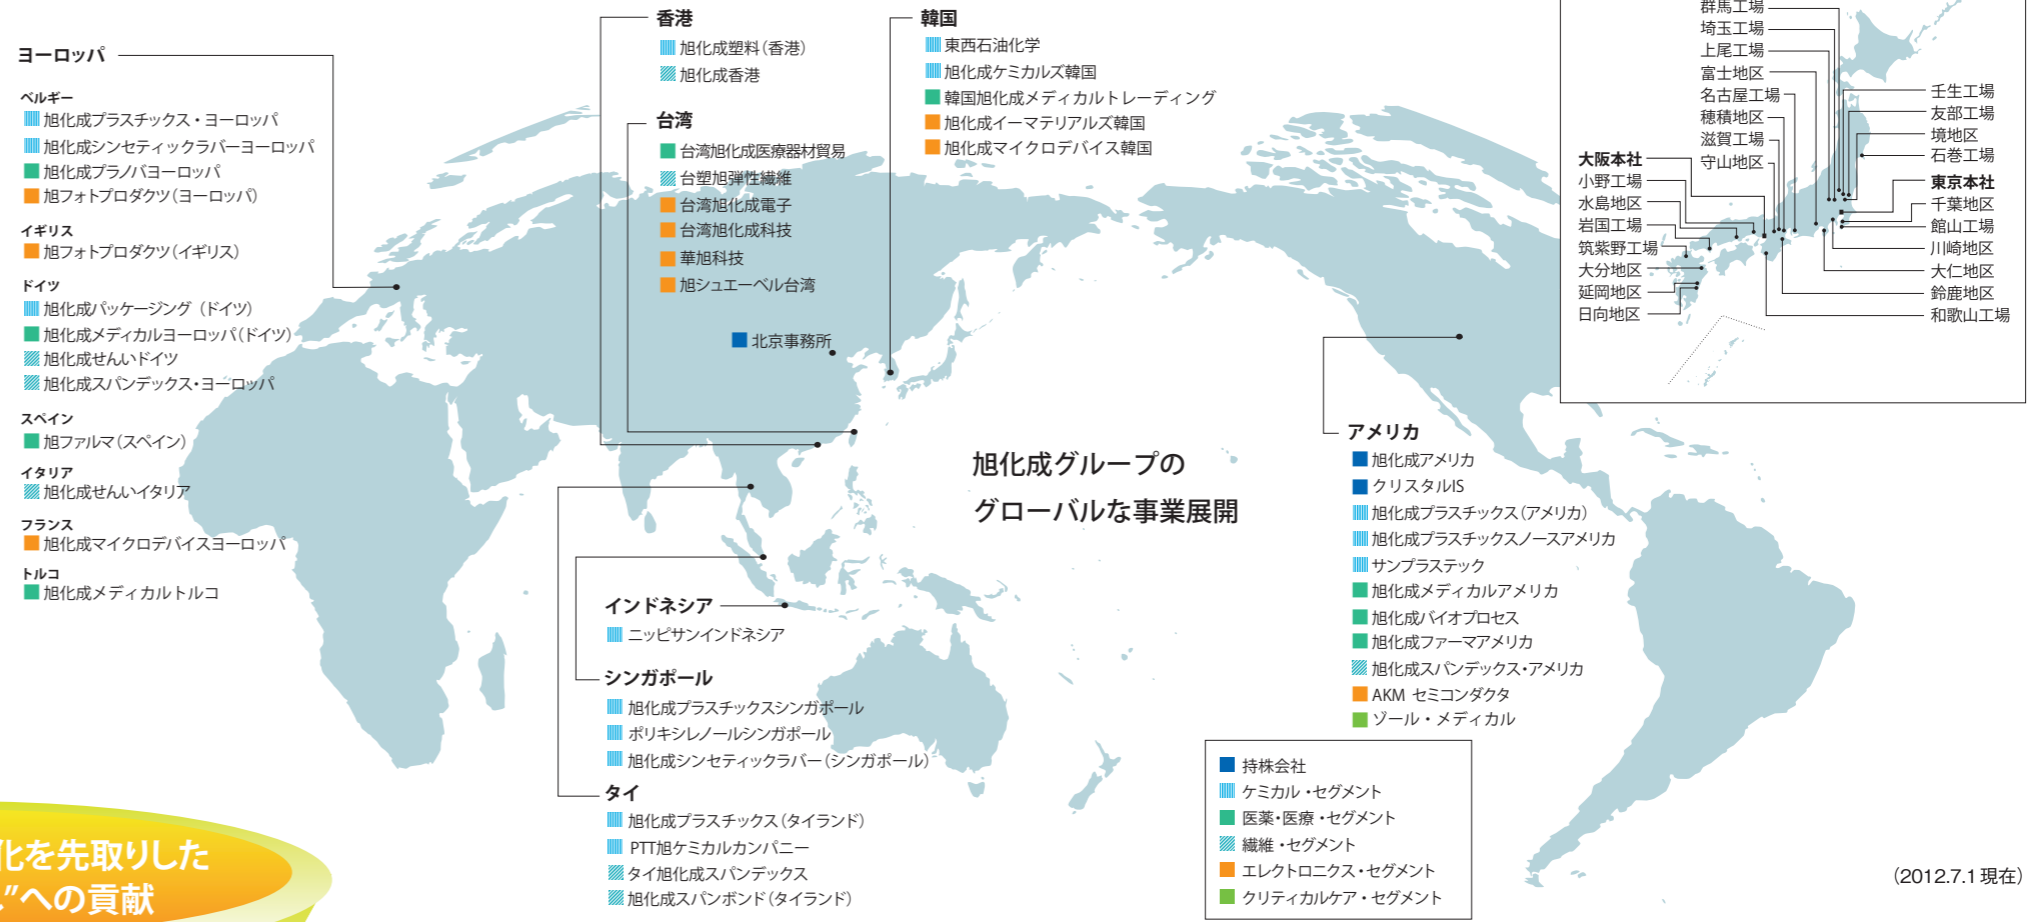 ヨーロッパ
ベルギー
旭化成プラスチックス・ヨーロッパ
旭化成シンセティックラバーヨーロッパ
旭化成プラノバヨーロッパ
旭フォトプロダクツ(ヨーロッパ)
イギリス
旭フォトプロダクツ(イギリス)
ドイツ
旭化成パッケージング (ドイツ)
旭化成メディカルヨーロッパ(ドイツ)
旭化成せんいドイツ
旭化成スパンデックス・ヨーロッパ
スペイン
旭ファルマ(スペイン)
イタリア
旭化成せんいイタリア
フランス
旭化成マイクロデバイスヨーロッパ
トルコ
旭化成メディカルトルコ
香港
旭化成塑料(香港)
旭化成香港
台湾
台湾旭化成医療器材貿易
台塑旭弾性繊維
台湾旭化成電子
台湾旭化成科技
華旭科技
旭シュエーベル台湾
北京事務所
韓国
東西石油化学
旭化成ケミカルズ韓国
韓国旭化成メディカルトレーディング
旭化成イーマテリアルズ韓国
旭化成マイクロデバイス韓国
旭化成グループの
グローバルな事業展開
インドネシア
ニッピサンインドネシア
シンガポール
旭化成プラスチックスシンガポール
ポリキシレノールシンガポール
旭化成シンセティックラバー(シンガポール)
タイ
旭化成プラスチックス(タイランド)
PTT旭ケミカルカンパニー
タイ旭化成スパンデックス
旭化成スパンボンド(タイランド)
アメリカ
旭化成アメリカ
クリスタルIS
旭化成プラスチックス(アメリカ)
旭化成プラスチックスノースアメリカ
サンプラステック
旭化成メディカルアメリカ
旭化成バイオプロセス
旭化成ファーマアメリカ
旭化成スパンデックス・アメリカ
AKM セミコンダクタ
ゾール・メディカル
持株会社
ケミカル・セグメント
医薬・医療・セグメント
繊維・セグメント
エレクトロニクス・セグメント
クリティカルケア・セグメント
群馬工場
埼玉工場
上尾工場
富士地区
名古屋工場
穂積地区
滋賀工場
守山地区
大阪本社
小野工場
水島地区
岩国工場
筑紫野工場
大分地区
延岡地区
日向地区
壬生工場
友部工場
境地区
石巻工場
東京本社
千葉地区
館山工場
川崎地区
大仁地区
鈴鹿地区
和歌山工場
化を先取りした
"への貢献
(2012.7.1 現在)